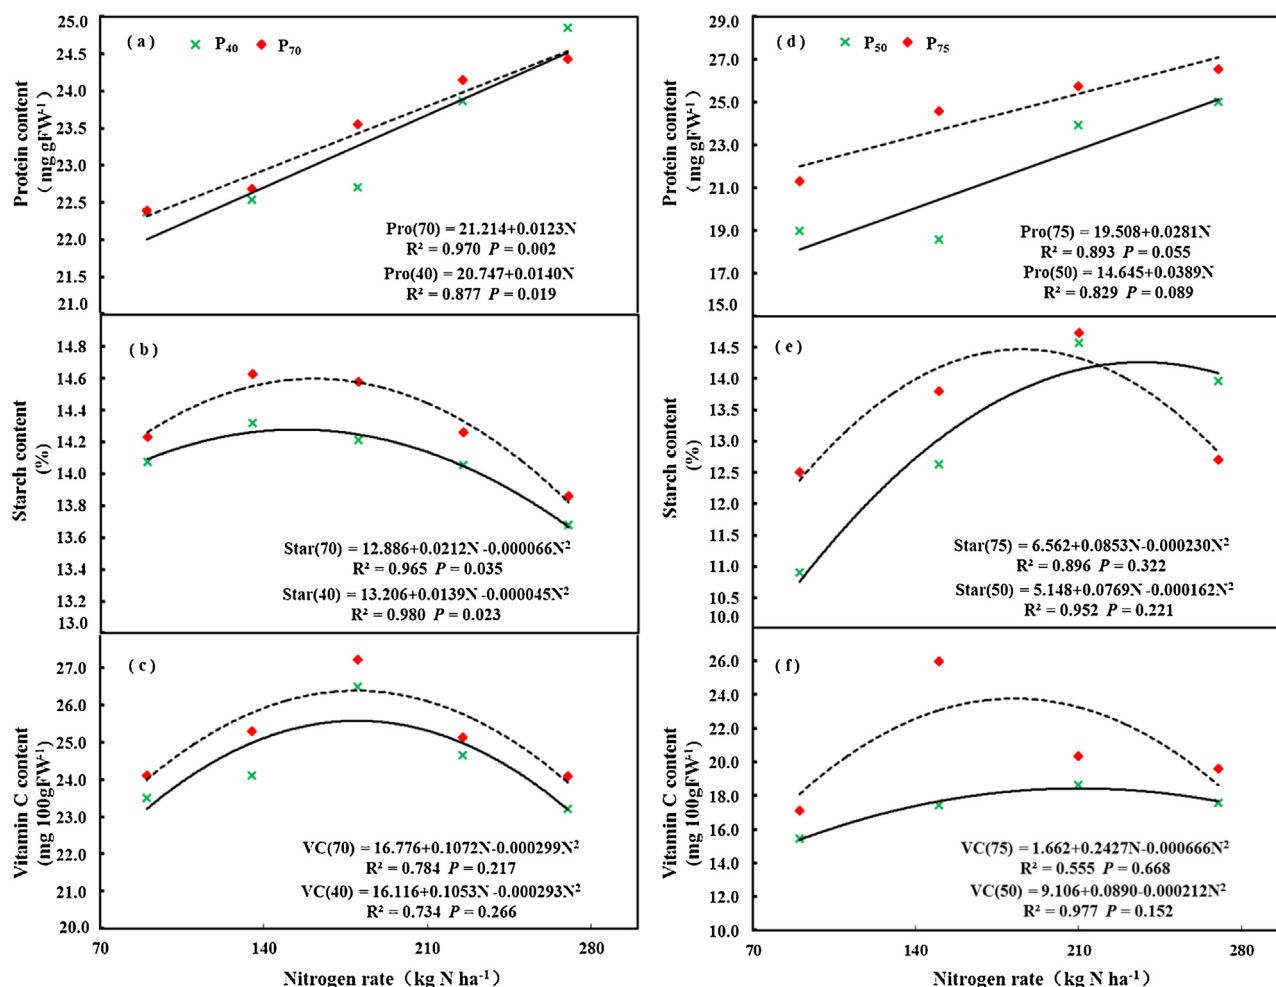 ( a )
P40
P70
Protein content
(mg gFW-1)
25.0
24.5
24.0
23.5
23.0
22.5
22.0
21.5
21.0
Pro(70) = 21.214+0.0123N
R² = 0.970 P = 0.002
Pro(40) = 20.747+0.0140N
R² = 0.877 P = 0.019
( b )
Starch content
(%)
14.8
14.6
14.4
14.2
14.0
13.8
13.6
13.4
13.2
13.0
Star(70) = 12.886+0.0212N -0.000066N2
R² = 0.965 P = 0.035
Star(40) = 13.206+0.0139N -0.000045N2
R² = 0.980 P = 0.023
( c )
Vitamin C content
(mg 100gFW-1)
27.0
26.0
25.0
24.0
23.0
22.0
21.0
20.0
VC(70) = 16.776+0.1072N-0.000299N2
R² = 0.784 P = 0.217
VC(40) = 16.116+0.1053N -0.000293N2
R² = 0.734 P = 0.266
70
140
210
280
Nitrogen rate (kg N ha-1)
( d )
P50
P75
Protein content
(mg gFW-1)
27.0
25.0
23.0
21.0
19.0
17.0
15.0
Pro(75) = 19.508+0.0281N
R² = 0.893 P = 0.055
Pro(50) = 14.645+0.0389N
R² = 0.829 P = 0.089
( e )
Starch content
(%)
14.5
14.0
13.5
13.0
12.5
12.0
11.5
11.0
10.5
10.0
Star(75) = 6.562+0.0853N-0.000230N2
R² = 0.896 P = 0.322
Star(50) = 5.148+0.0769N -0.000162N2
R² = 0.952 P = 0.221
( f )
Vitamin C content
(mg 100gFW-1)
26.0
24.0
22.0
20.0
18.0
16.0
14.0
12.0
10.0
VC(75) = 1.662+0.2427N-0.000666N2
R² = 0.555 P = 0.668
VC(50) = 9.106+0.0890-0.000212N2
R² = 0.977 P = 0.152
70
140
210
280
Nitrogen rate (kg N ha-1)